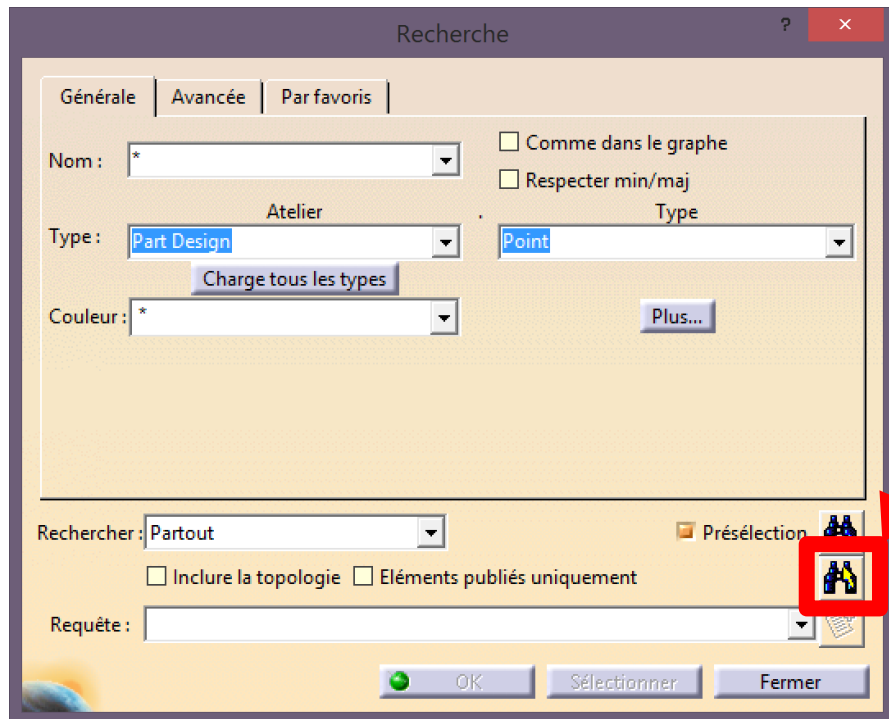 Recherche ? ×
Générale Avancée Par favoris
Nom : * Comme dans le graphe
Respecter min/maj
Atelier . Type
Type : Part Design Point
Charge tous les types
Couleur : * Plus...
Rechercher : Partout Présélection
Inclure la topologie Eléments publiés uniquement
Requête :
OK Sélectionner Fermer